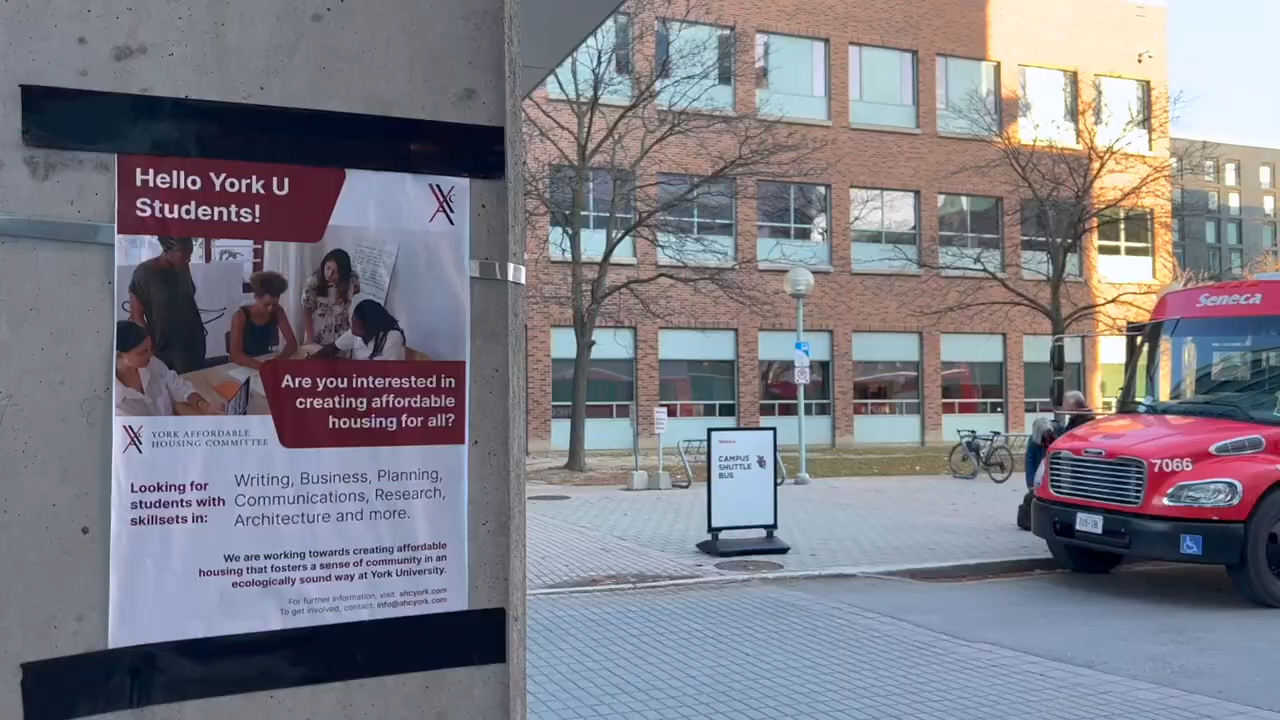 Hello York U
Students!
Are you interested in
creating affordable
housing for all?
YORK AFFORDABLE
HOUSING COMMITTEE
Looking for
students with
skillsets in:
Writing, Business, Planning,
Communications, Research,
Architecture and more.
We are working towards creating affordable
housing that fosters a sense of community in an
ecologically sound way at York University.
For further information, visit: ahcyork.com
To get involved, contact: info@ahcyork.com
CAMPUS
SHUTTLE
BUS
Seneca
7066